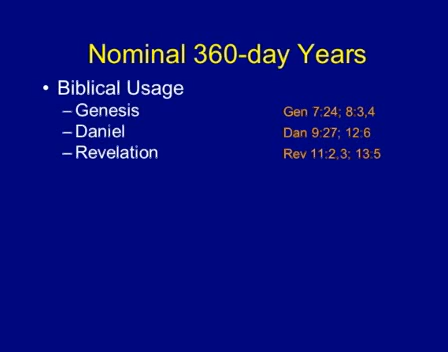 Nominal 360-day Years
• Biblical Usage
– Genesis Gen 7:24; 8:3,4
– Daniel Dan 9:27; 12:6
– Revelation Rev 11:2,3; 13:5